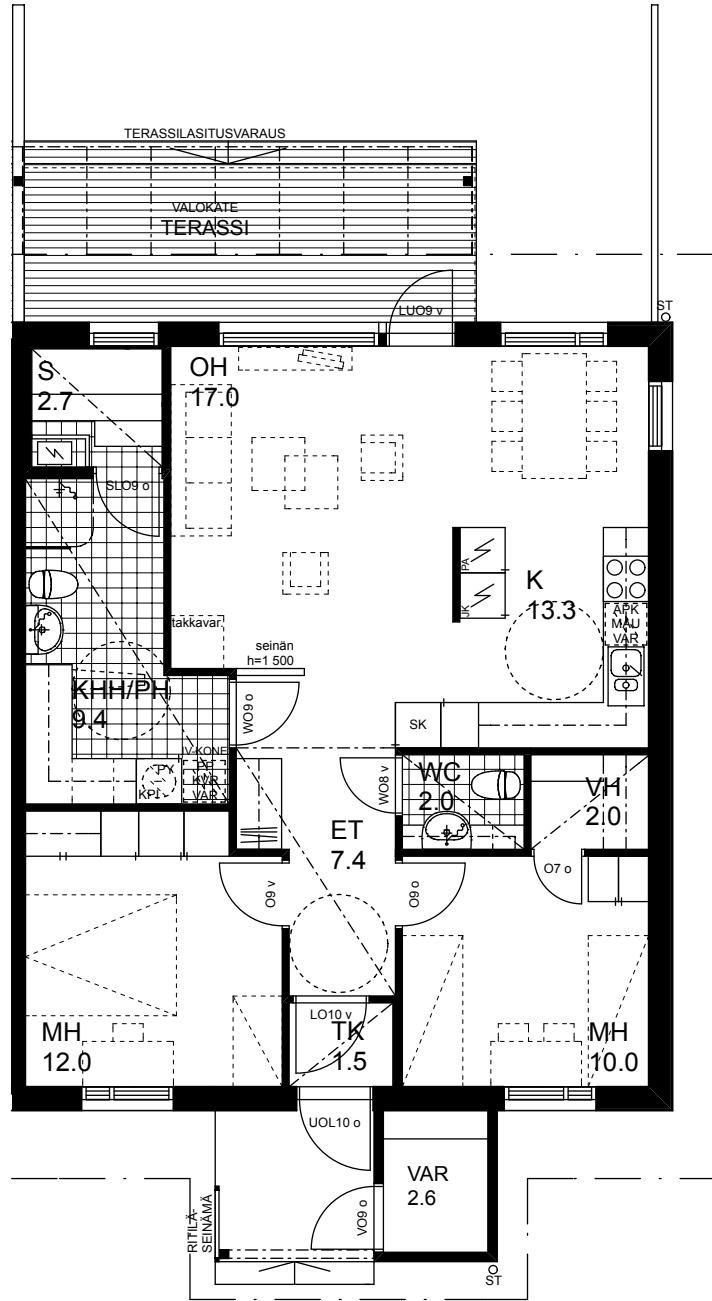 TERASSILASITUSVARAUS
VALOKATE
TERASSI
LUO9 v
ST
S
2.7
OH
17.0
SLO9 o
PA
JK
K
13.3
APK
MAU
VAR
takkavar.
seinän
h=1 500
KHH/PH
9.4
WO9 o
SK
IV-KONE
PY
PP
KVR
VAR
KPL
WO8 v
WC
2.0
VH
2.0
ET
7.4
O9 v
O9 o
O7 o
LO10 v
TK
1.5
MH
12.0
MH
10.0
UOL10 o
VAR
2.6
VO9 o
RITILÄ-
SEINÄMÄ
ST